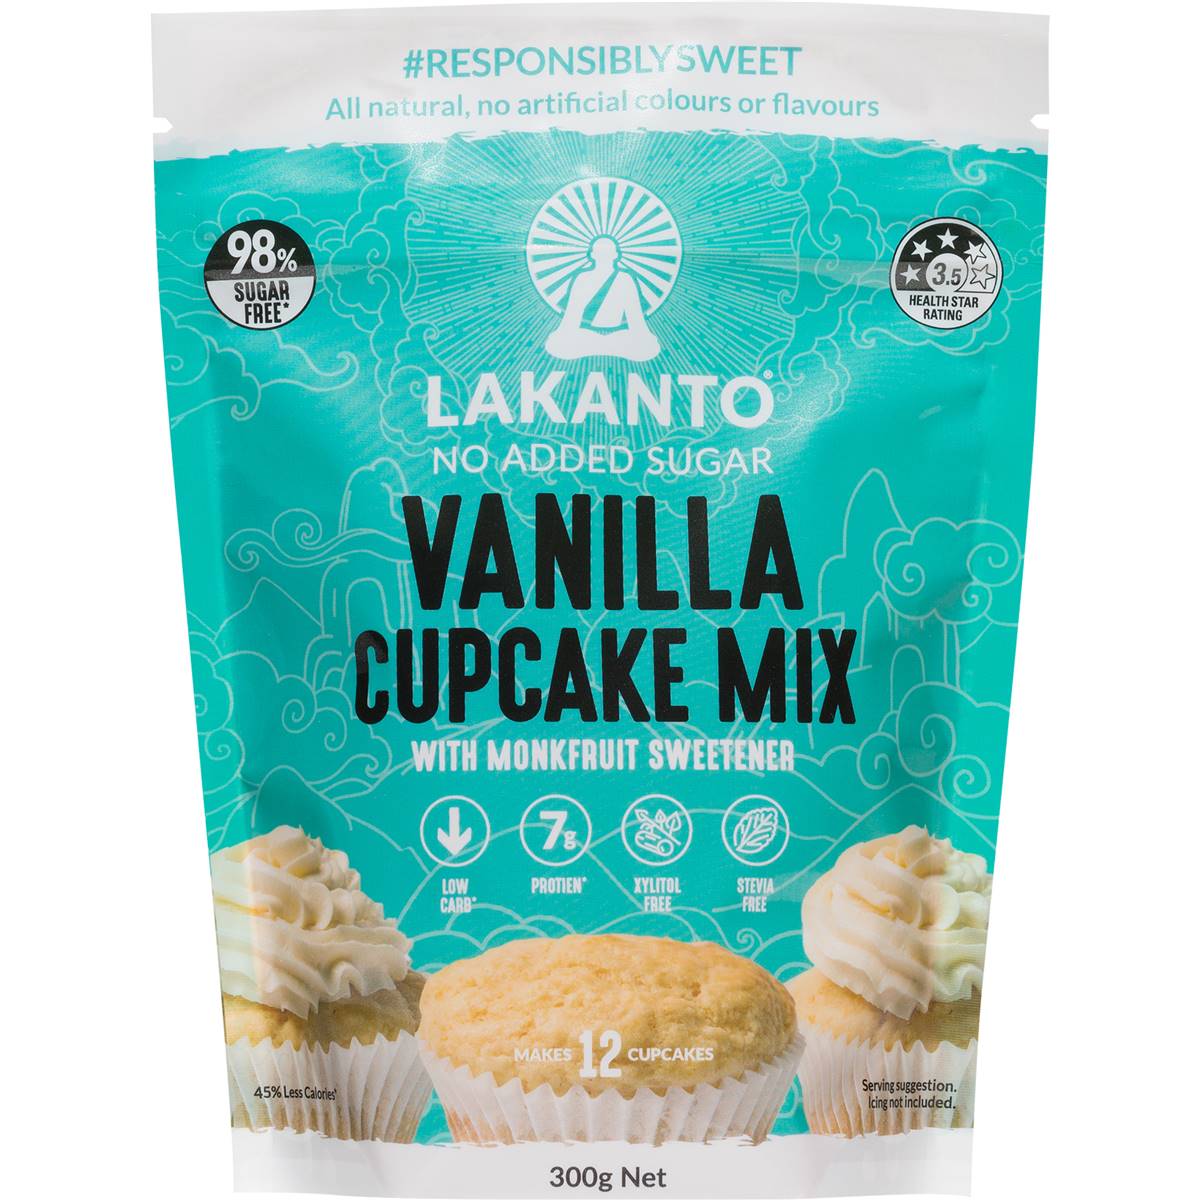 #RESPONSIBLYSWEET
All natural, no artificial colours or flavours
98%
SUGAR
FREE*
3.5
HEALTH STAR
RATING
LAKANTO®
NO ADDED SUGAR
VANILLA
CUPCAKE MIX
WITH MONKFRUIT SWEETENER
LOW
CARB*
7g
PROTIEN*
XYLITOL
FREE
STEVIA
FREE
MAKES 12 CUPCAKES
45% Less Calories*
Serving suggestion.
Icing not included.
300g Net